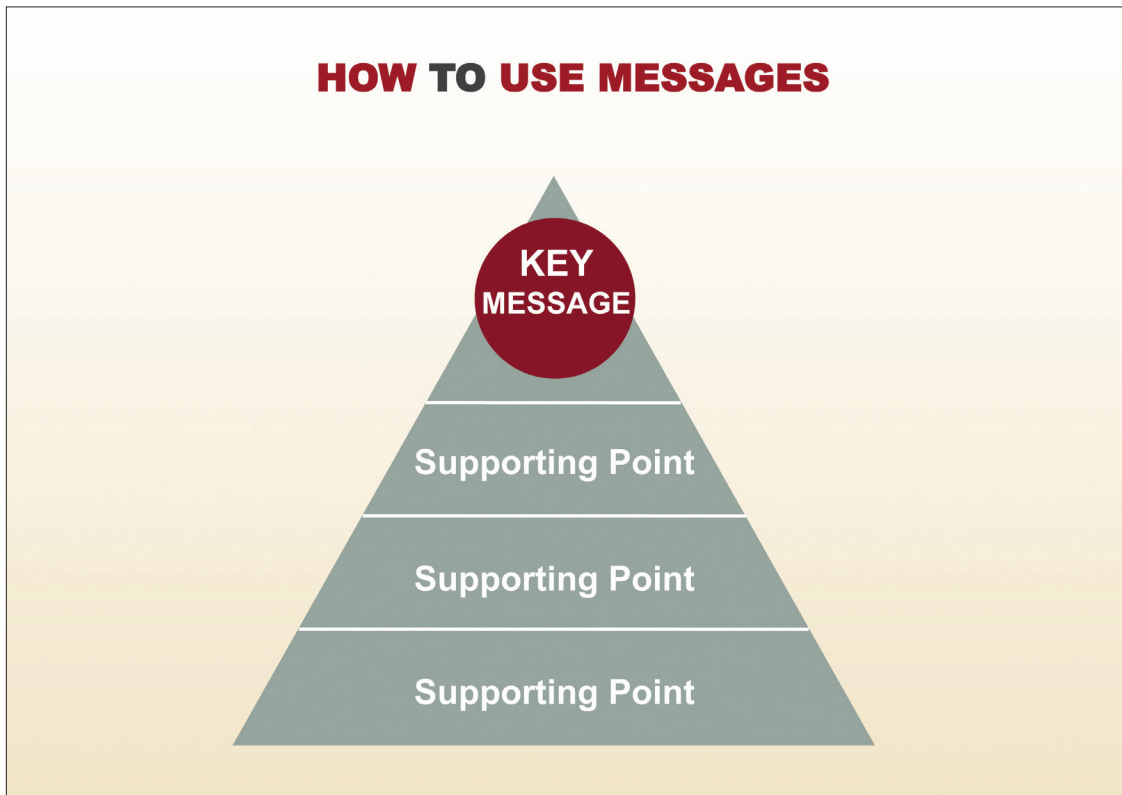 HOW TO USE MESSAGES
KEY
MESSAGE
Supporting Point
Supporting Point
Supporting Point